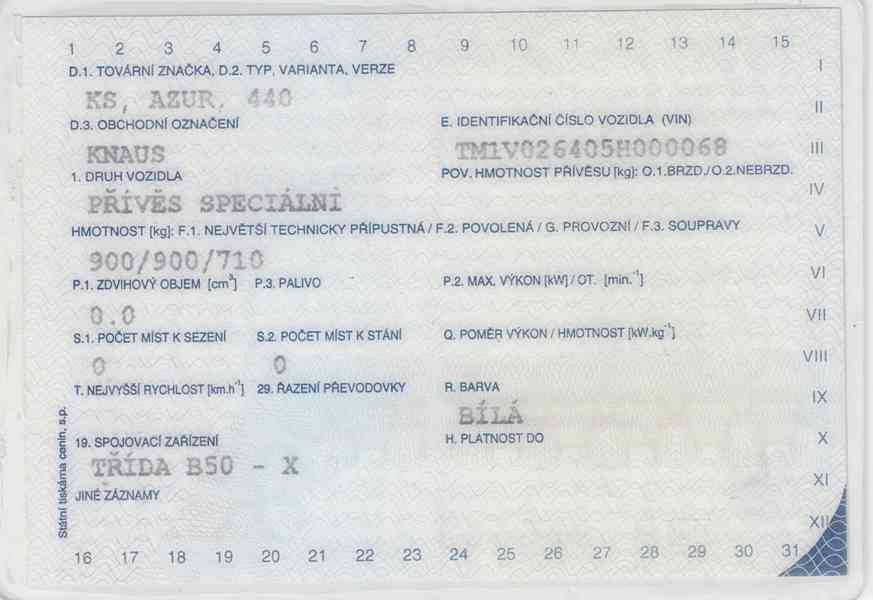 1 2 3 4 5 6 7 8 9 10 11 12 13 14 15
D.1. TOVÁRNÍ ZNAČKA, D.2. TYP, VARIANTA, VERZE
I
KS, AZUR, 440
II
D.3. OBCHODNÍ OZNAČENÍ E. IDENTIFIKAČNÍ ČÍSLO VOZIDLA (VIN)
KNAUS TM1V026405H000068
III
1. DRUH VOZIDLA POV. HMOTNOST PŘÍVĚSU [kg]: O.1.BRZD./O.2.NEBRZD.
IV
PŘÍVĚS SPECIÁLNÍ
HMOTNOST [kg]: F.1. NEJVĚTŠÍ TECHNICKY PŘÍPUSTNÁ / F.2. POVOLENÁ / G. PROVOZNÍ / F.3. SOUPRAVY
V
900/900/710
VI
P.1. ZDVIHOVÝ OBJEM [cm³] P.3. PALIVO P.2. MAX. VÝKON [kW] / OT. [min.⁻¹]
0.0
VII
S.1. POČET MÍST K SEZENÍ S.2. POČET MÍST K STÁNÍ Q. POMĚR VÝKON / HMOTNOST [kW.kg⁻¹]
VIII
0 0
T. NEJVYŠŠÍ RYCHLOST [km.h⁻¹] 29. ŘAZENÍ PŘEVODOVKY R. BARVA
IX
BÍLÁ
19. SPOJOVACÍ ZAŘÍZENÍ H. PLATNOST DO
X
TŘÍDA B50 - X
XI
JINÉ ZÁZNAMY
XII
Státní tiskárna cenin, s.p.
16 17 18 19 20 21 22 23 24 25 26 27 28 29 30 31